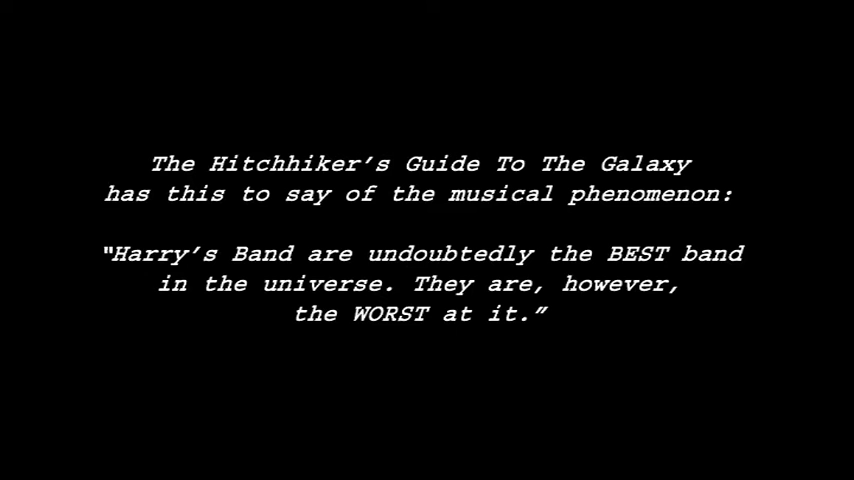 The Hitchhiker’s Guide To The Galaxy
has this to say of the musical phenomenon:
"Harry’s Band are undoubtedly the BEST band
in the universe. They are, however,
the WORST at it.”